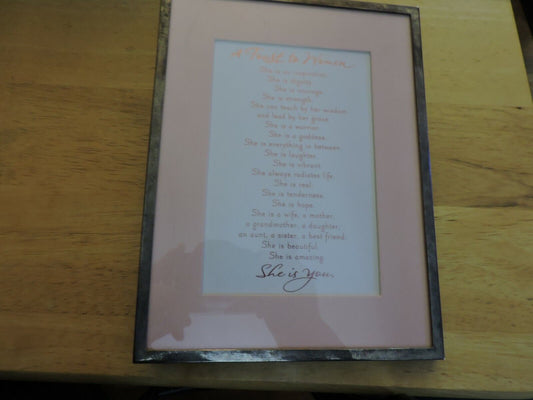 A Toast to Women
She is an inspiration.
She is dignity.
She is courage.
She is strength.
She can teach by her wisdom
and lead by her grace.
She is a warrior.
She is a goddess.
She is everything in between.
She is laughter.
She is vibrant.
She always radiates life.
She is real.
She is tenderness.
She is hope.
She is a wife, a mother,
a grandmother, a daughter,
an aunt, a sister, a best friend.
She is beautiful.
She is amazing.
She is you.